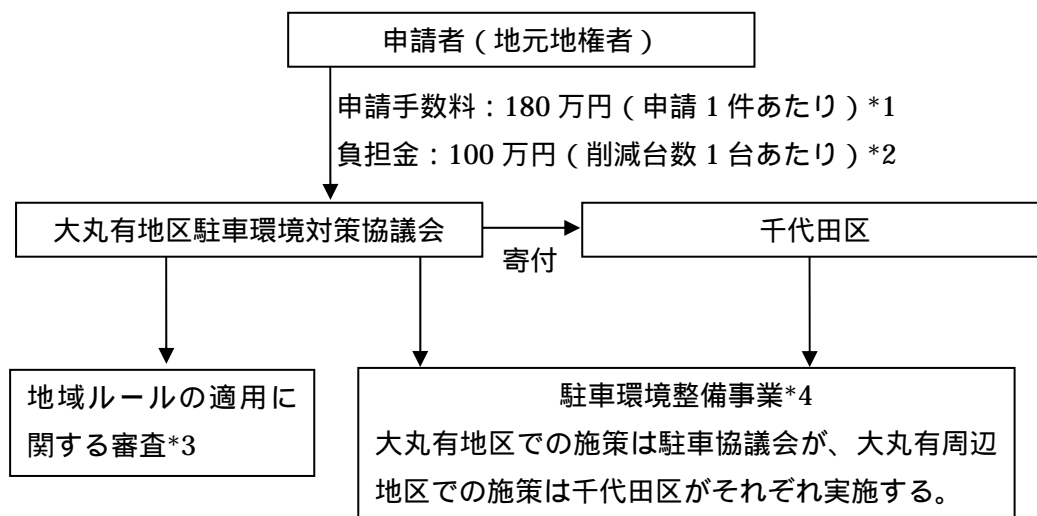 申請者（地元地権者）
申請手数料：180 万円（申請 1 件あたり）*1
負担金：100 万円（削減台数 1 台あたり）*2
大丸有地区駐車環境対策協議会
千代田区
寄付
地域ルールの適用に
関する審査*3
駐車環境整備事業*4
大丸有地区での施策は駐車協議会が、大丸有周辺
地区での施策は千代田区がそれぞれ実施する。